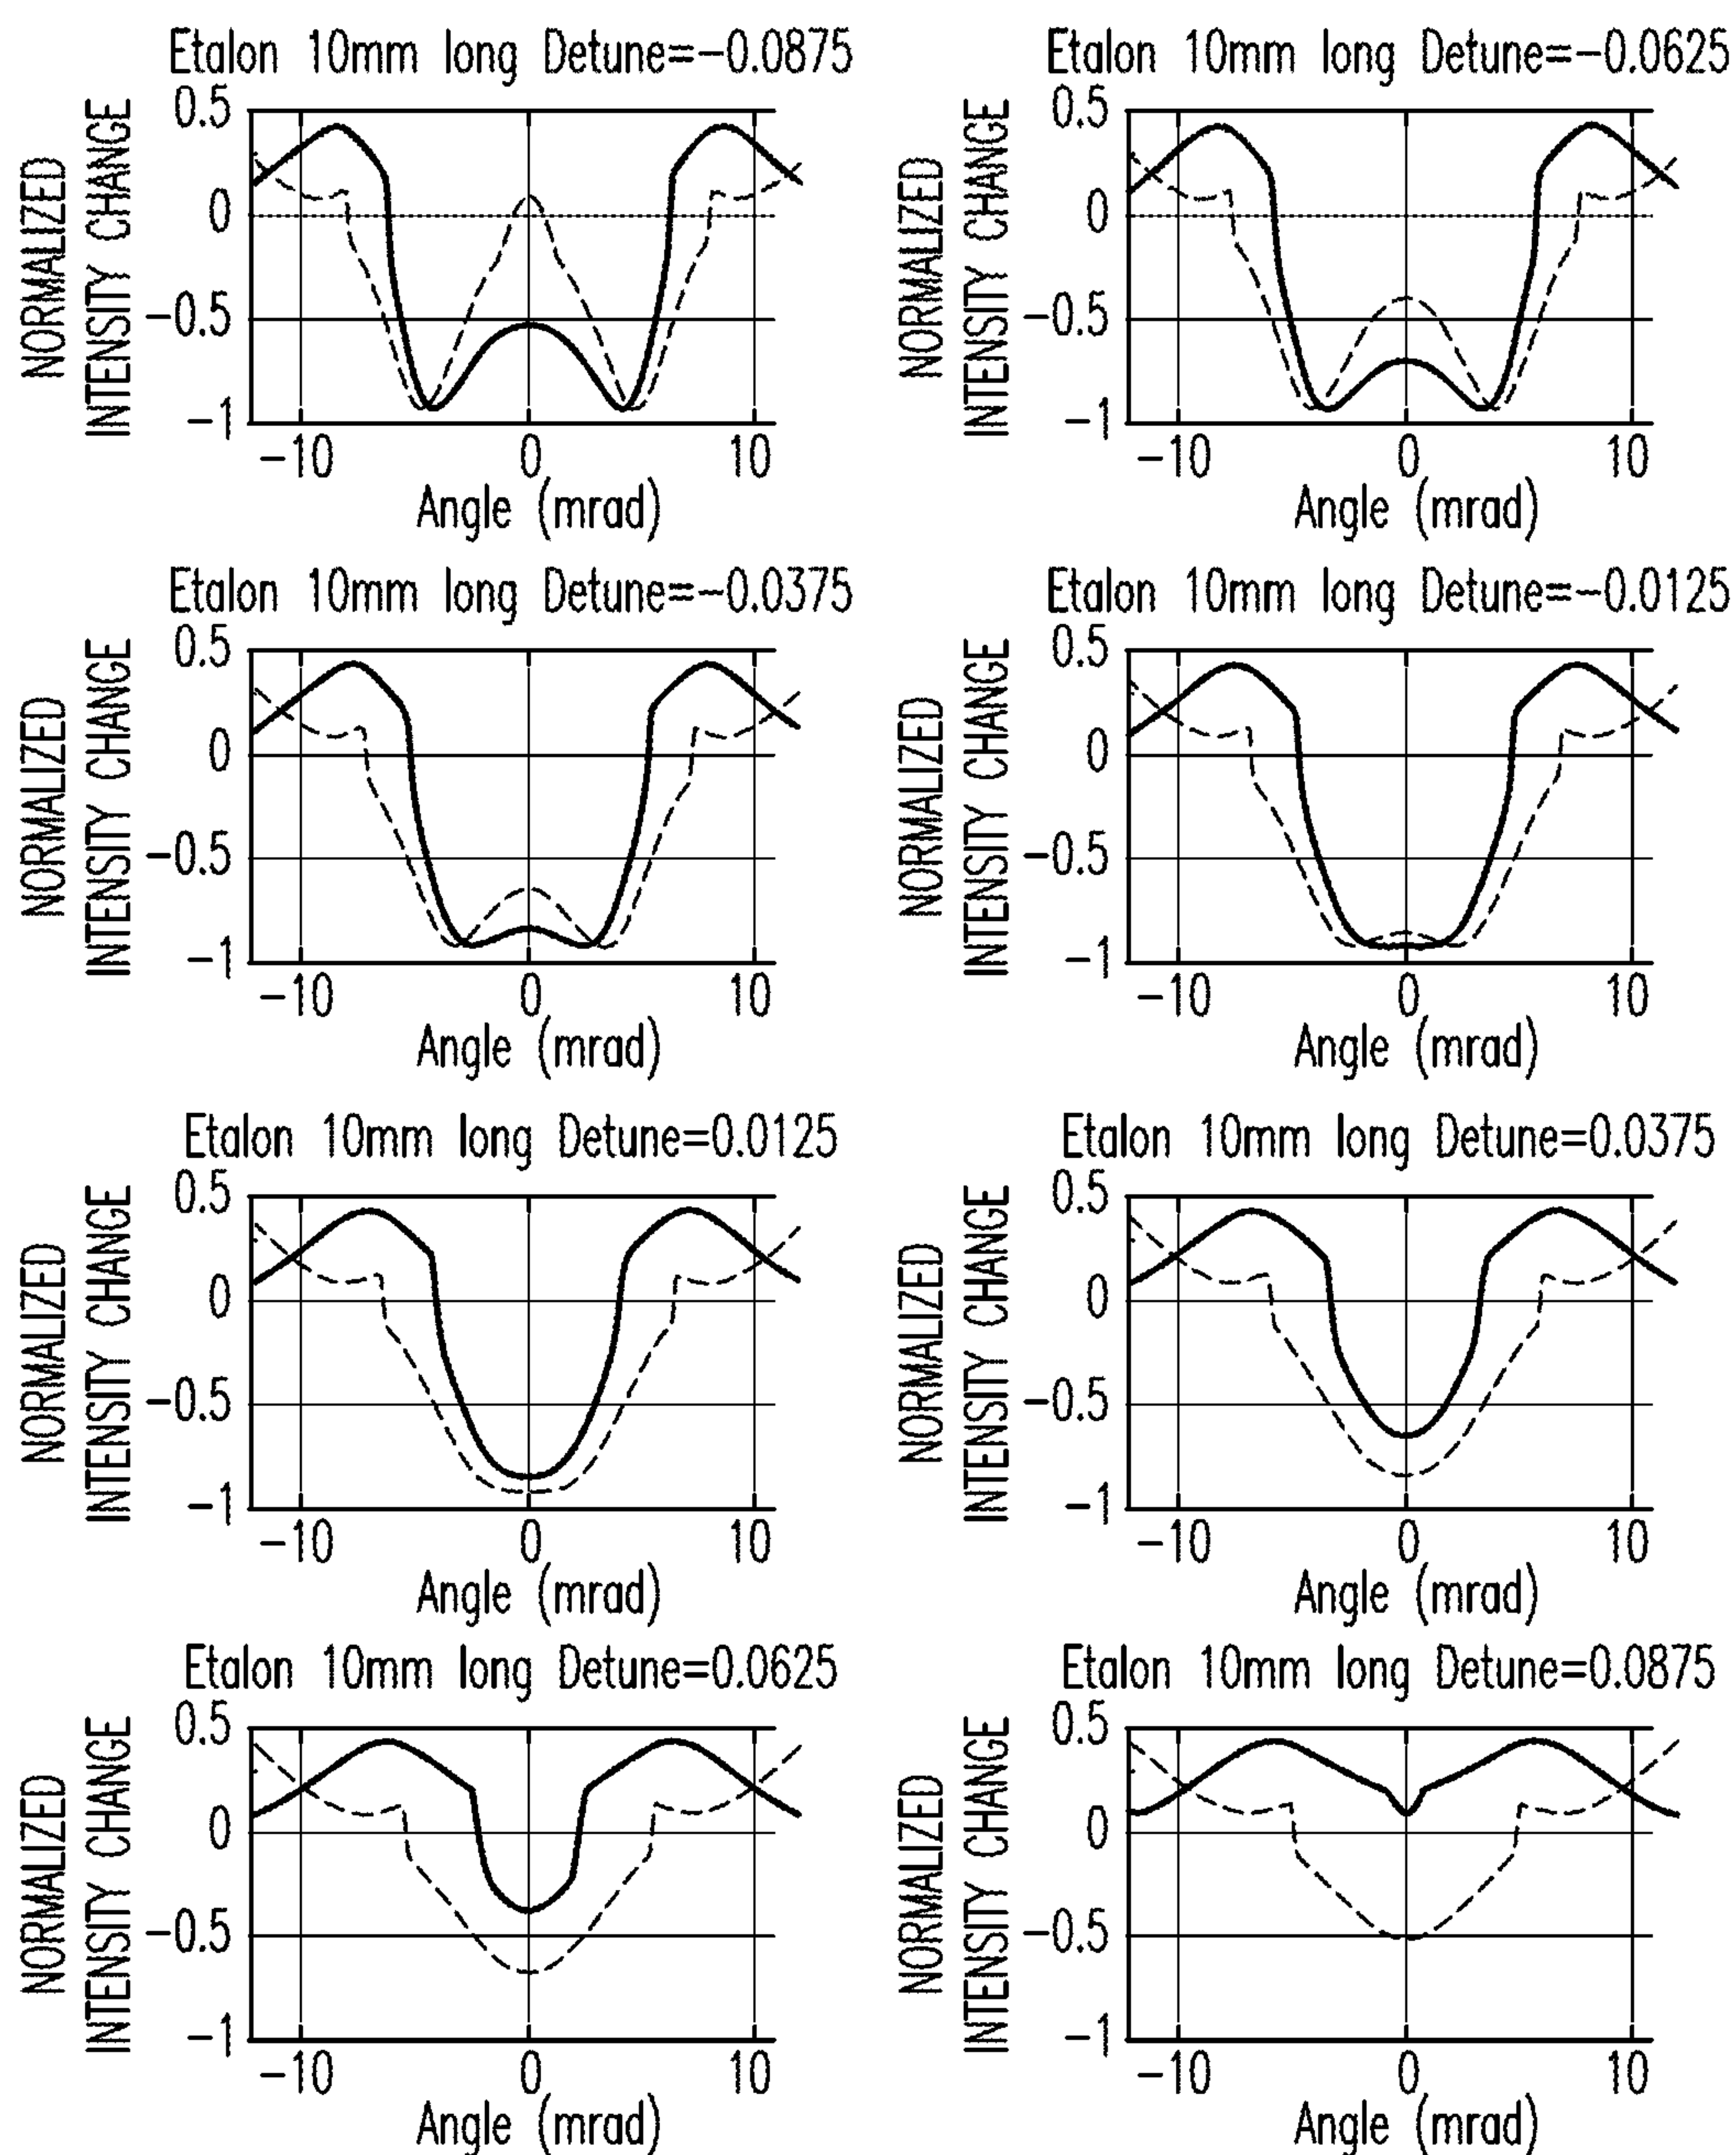 Etalon 10mm long Detune=-0.0875
NORMALIZED
INTENSITY CHANGE
0.5
0
-0.5
-1
-10 0 10
Angle (mrad)
Etalon 10mm long Detune=-0.0625
NORMALIZED
INTENSITY CHANGE
0.5
0
-0.5
-1
-10 0 10
Angle (mrad)
Etalon 10mm long Detune=-0.0375
NORMALIZED
INTENSITY CHANGE
0.5
0
-0.5
-1
-10 0 10
Angle (mrad)
Etalon 10mm long Detune=-0.0125
NORMALIZED
INTENSITY CHANGE
0.5
0
-0.5
-1
-10 0 10
Angle (mrad)
Etalon 10mm long Detune=0.0125
NORMALIZED
INTENSITY CHANGE
0.5
0
-0.5
-1
-10 0 10
Angle (mrad)
Etalon 10mm long Detune=0.0375
NORMALIZED
INTENSITY CHANGE
0.5
0
-0.5
-1
-10 0 10
Angle (mrad)
Etalon 10mm long Detune=0.0625
NORMALIZED
INTENSITY CHANGE
0.5
0
-0.5
-1
-10 0 10
Angle (mrad)
Etalon 10mm long Detune=0.0875
NORMALIZED
INTENSITY CHANGE
0.5
0
-0.5
-1
-10 0 10
Angle (mrad)